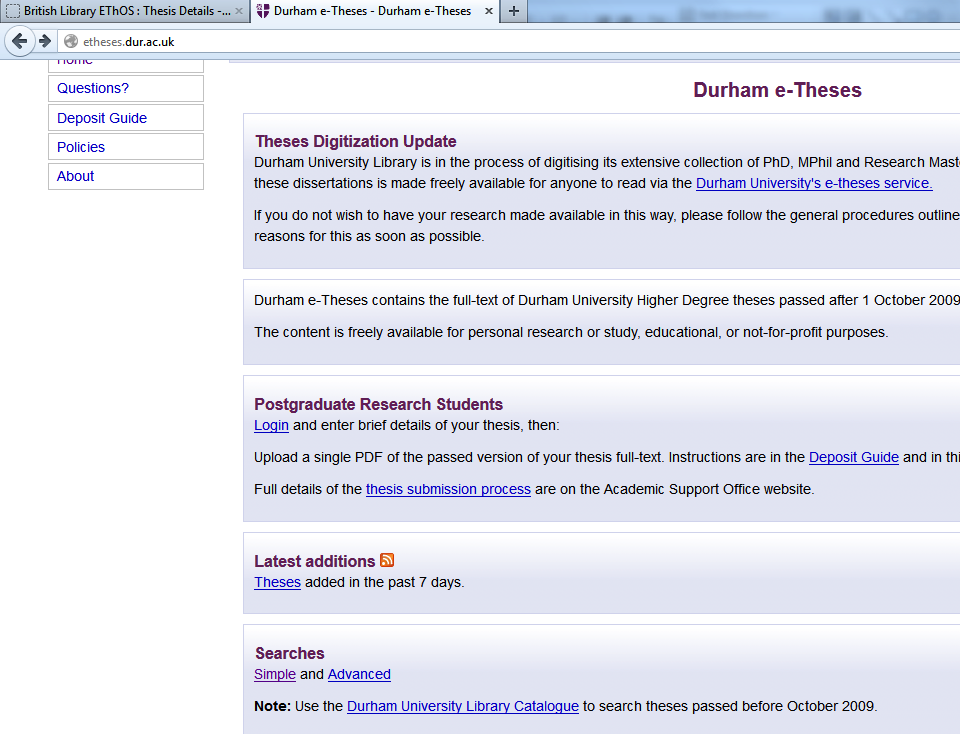 British Library EThOS : Thesis Details -...
Durham e-Theses - Durham e-Theses
etheses.dur.ac.uk
Home
Questions?
Deposit Guide
Policies
About
Durham e-Theses
Theses Digitization Update
Durham University Library is in the process of digitising its extensive collection of PhD, MPhil and Research
these dissertations is made freely available for anyone to read via the Durham University's e-theses service.
If you do not wish to have your research made available in this way, please follow the general procedures
reasons for this as soon as possible.
Durham e-Theses contains the full-text of Durham University Higher Degree theses passed after 1 October 2009
The content is freely available for personal research or study, educational, or not-for-profit purposes.
Postgraduate Research Students
Login and enter brief details of your thesis, then:
Upload a single PDF of the passed version of your thesis full-text. Instructions are in the Deposit Guide and in
Full details of the thesis submission process are on the Academic Support Office website.
Latest additions
Theses added in the past 7 days.
Searches
Simple and Advanced
Note: Use the Durham University Library Catalogue to search theses passed before October 2009.